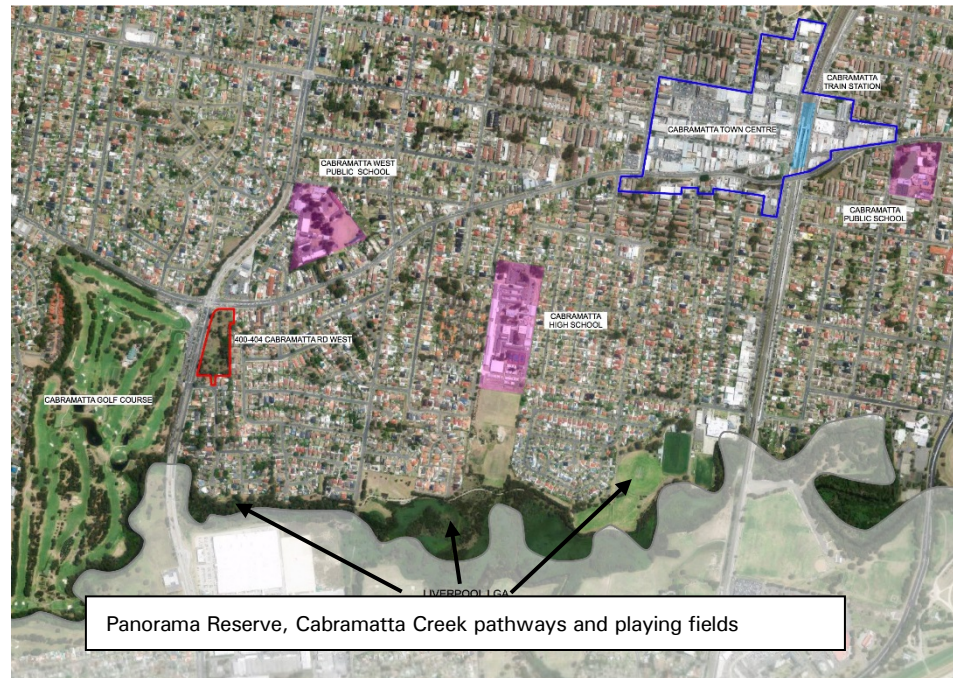 CABRAMATTA
TRAIN STATION
CABRAMATTA TOWN CENTRE
CABRAMATTA WEST
PUBLIC SCHOOL
CABRAMATTA
PUBLIC SCHOOL
CABRAMATTA
HIGH SCHOOL
400-404 CABRAMATTA RD WEST
CABRAMATTA GOLF COURSE
LIVERPOOL LGA
Panorama Reserve, Cabramatta Creek pathways and playing fields